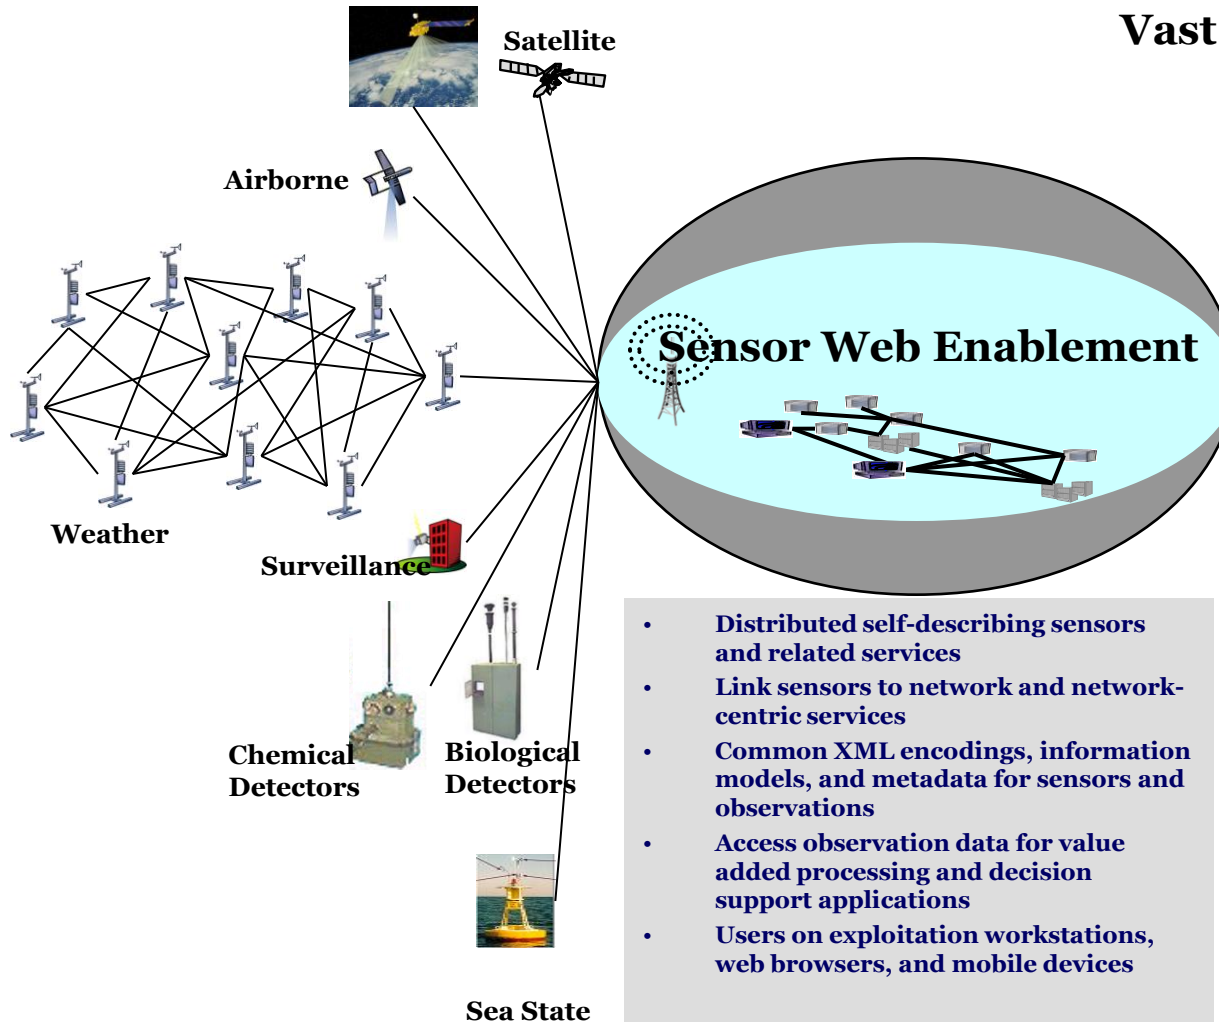 Vast
Satellite
Airborne
Sensor Web Enablement
Weather
Surveillance
Chemical
Detectors
Biological
Detectors
Sea State
• Distributed self-describing sensors
and related services
• Link sensors to network and network-
centric services
• Common XML encodings, information
models, and metadata for sensors and
observations
• Access observation data for value
added processing and decision
support applications
• Users on exploitation workstations,
web browsers, and mobile devices